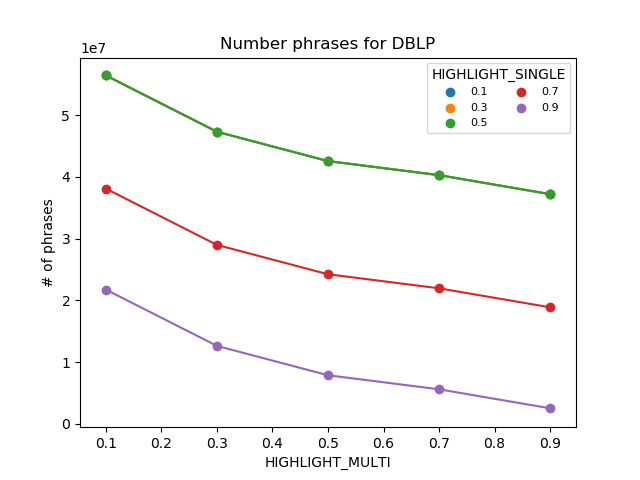 Number phrases for DBLP
1e7
HIGHLIGHT_SINGLE
0.1 0.7
0.3 0.9
0.5
5
4
3
2
1
0
# of phrases
0.1 0.2 0.3 0.4 0.5 0.6 0.7 0.8 0.9
HIGHLIGHT_MULTI